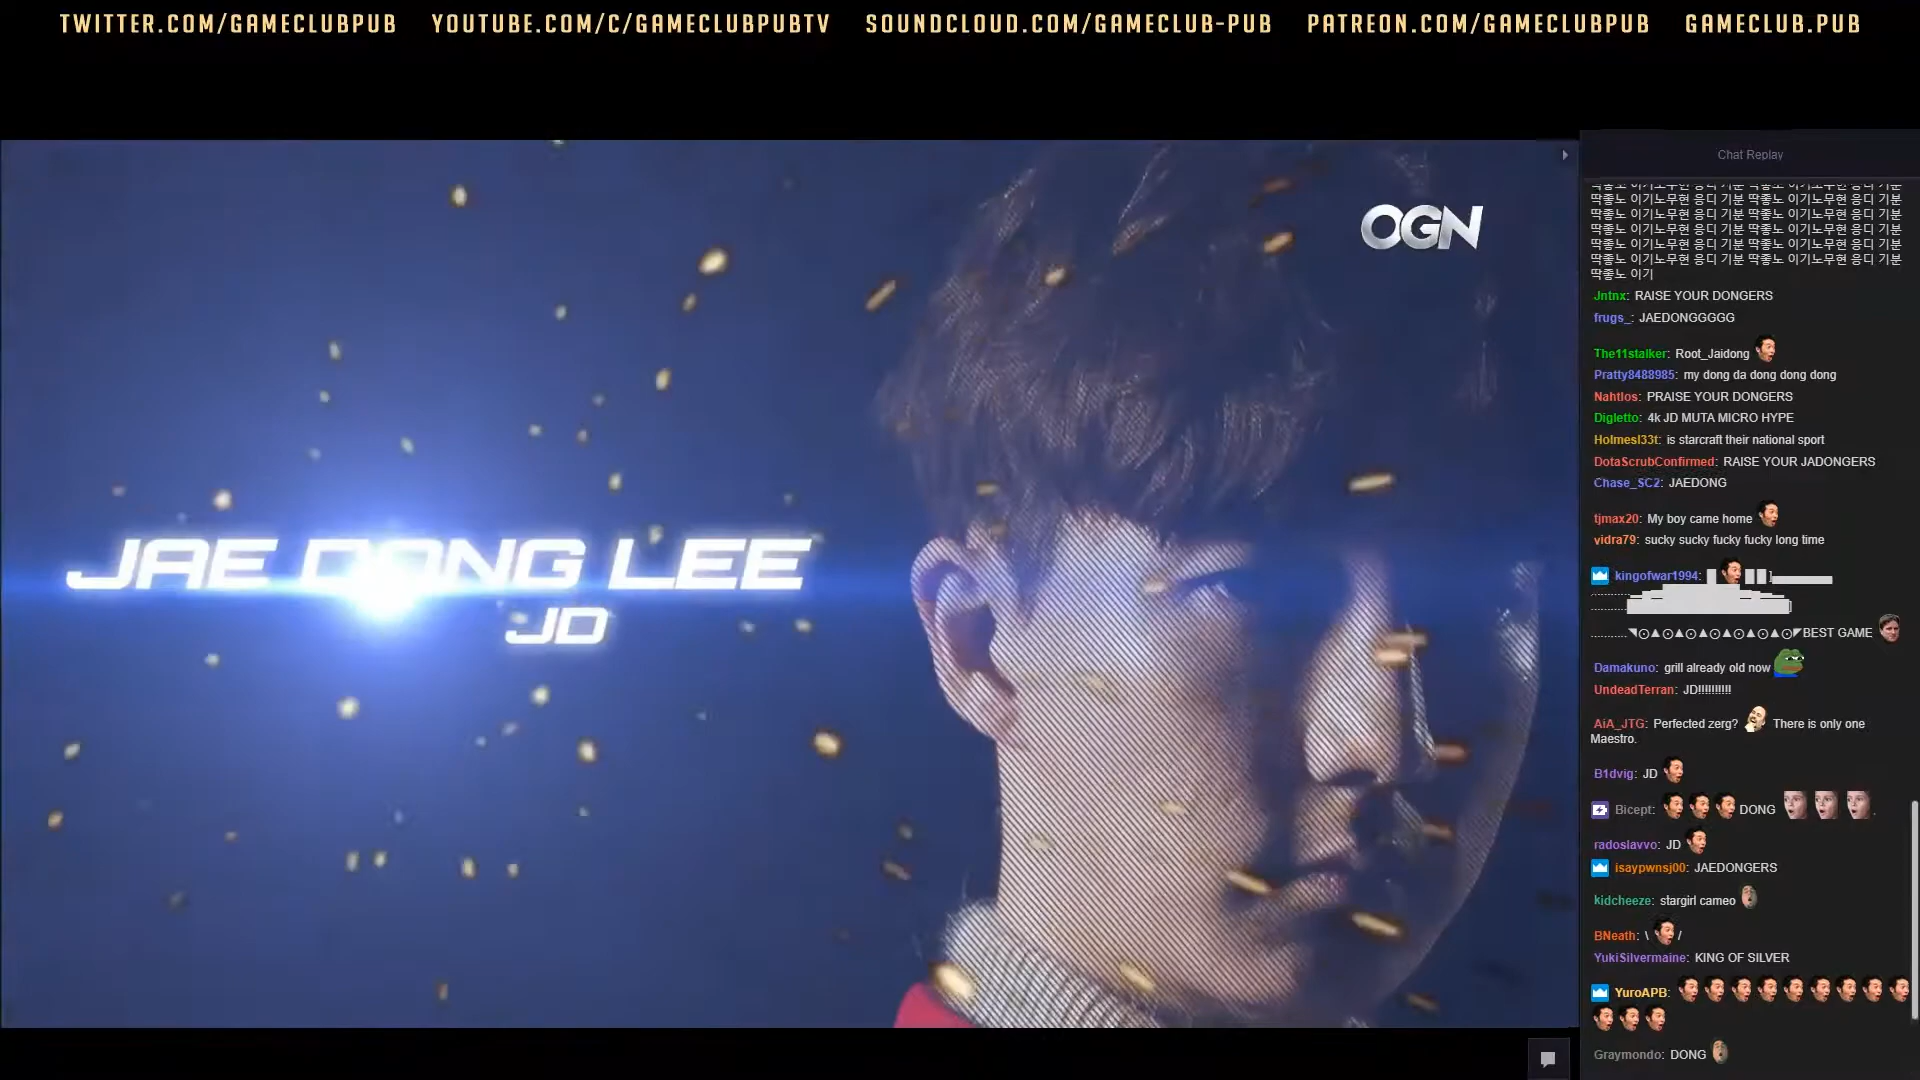 TWITTER.COM/GAMECLUBPUB YOUTUBE.COM/C/GAMECLUBPUBTV SOUNDCLOUD.COM/GAMECLUB-PUB PATREON.COM/GAMECLUBPUB GAMECLUB.PUB
OGN
JAE DONG LEE
JD
Chat Replay
딱좋노 이기노무현 응디 기분 딱좋노 이기노무현 응디 기분
딱좋노 이기노무현 응디 기분 딱좋노 이기노무현 응디 기분
딱좋노 이기노무현 응디 기분 딱좋노 이기노무현 응디 기분
딱좋노 이기노무현 응디 기분 딱좋노 이기노무현 응디 기분
딱좋노 이기노무현 응디 기분 딱좋노 이기노무현 응디 기분
딱좋노 이기노무현 응디 기분 딱좋노 이기노무현 응디 기분
딱좋노 이기
Jntnx: RAISE YOUR DONGERS
frugs_: JAEDONGGGGG
The11stalker: Root_Jaidong
Pratty8488985: my dong da dong dong dong
Nahtlos: PRAISE YOUR DONGERS
Digletto: 4k JD MUTA MICRO HYPE
Holmesl33t: is starcraft their national sport
DotaScrubConfirmed: RAISE YOUR JADONGERS
Chase_SC2: JAEDONG
tjmax20: My boy came home
vidra79: sucky sucky fucky fucky long time
kingofwar1994:
BEST GAME
Damakuno: grill already old now
UndeadTerran: JD!!!!!!!!!!
AiA_JTG: Perfected zerg? There is only one
Maestro.
B1dvig: JD
Bicept: DONG
radoslavvo: JD
isaypwnsj00: JAEDONGERS
kidcheeze: stargirl cameo
BNeath: \ /
YukiSilvermaine: KING OF SILVER
YuroAPB:
Graymondo: DONG